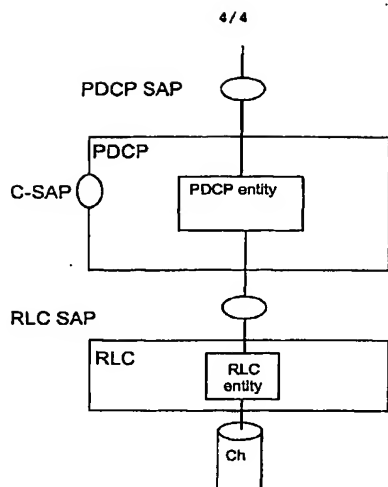 4/4
PDCP SAP
PDCP
C-SAP
PDCP entity
RLC SAP
RLC
RLC
entity
Ch